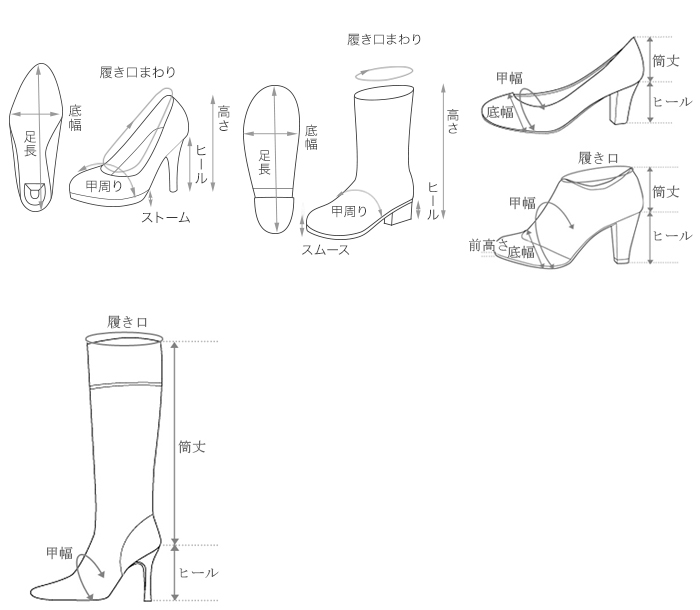 履き口まわり
底幅
足長
甲周り
高さ
ヒール
ストーム
履き口まわり
底幅
足長
甲周り
高さ
ヒール
スムース
甲幅
底幅
筒丈
ヒール
履き口
甲幅
前高さ
底幅
筒丈
ヒール
履き口
筒丈
甲幅
ヒール